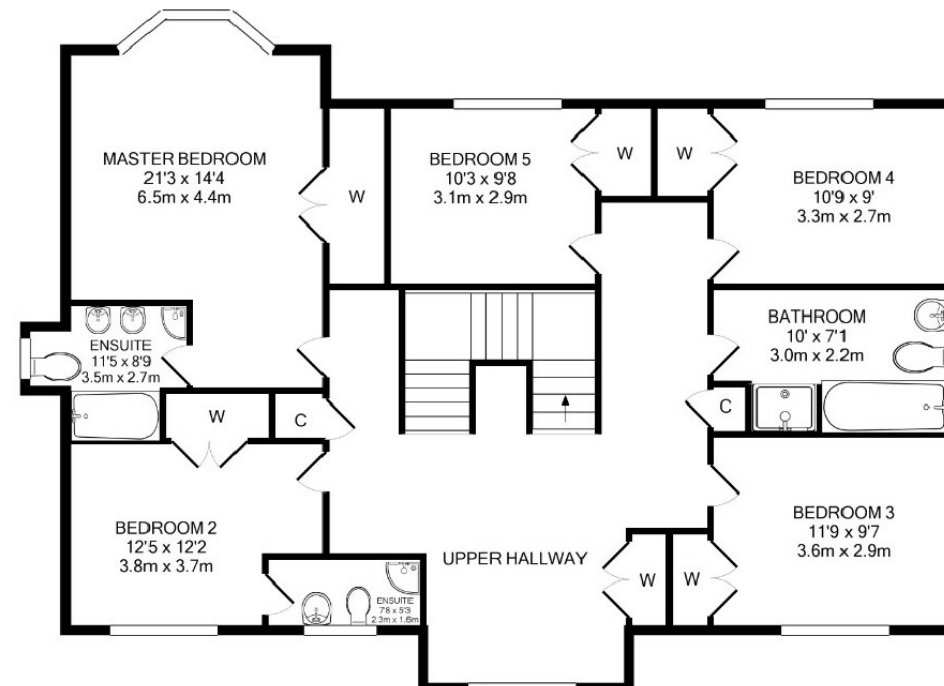 MASTER BEDROOM
21'3 x 14'4
6.5m x 4.4m
W
BEDROOM 5
10'3 x 9'8
3.1m x 2.9m
W
W
BEDROOM 4
10'9 x 9'
3.3m x 2.7m
ENSUITE
11'5 x 8'9
3.5m x 2.7m
BATHROOM
10' x 7'1
3.0m x 2.2m
W
C
C
BEDROOM 2
12'5 x 12'2
3.8m x 3.7m
BEDROOM 3
11'9 x 9'7
3.6m x 2.9m
UPPER HALLWAY
W
W
ENSUITE
7'8 x 5'3
2.3m x 1.6m